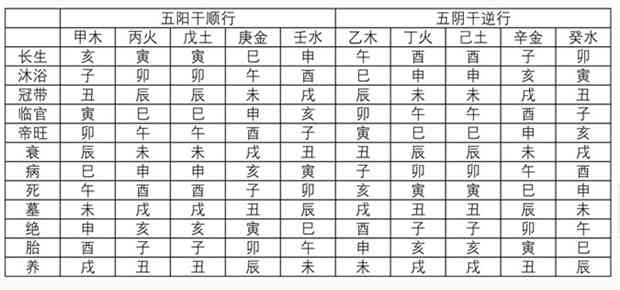 五阳干顺行 五阴干逆行
甲木 丙火 戊土 庚金 壬水 乙木 丁火 己土 辛金 癸水
长生 亥 寅 寅 巳 申 午 酉 酉 子 卯
沐浴 子 卯 卯 午 酉 巳 申 申 亥 寅
冠带 丑 辰 辰 未 戌 辰 未 未 戌 丑
临官 寅 巳 巳 申 亥 卯 午 午 酉 子
帝旺 卯 午 午 酉 子 寅 巳 巳 申 亥
衰 辰 未 未 戌 丑 丑 辰 辰 未 戌
病 巳 申 申 亥 寅 子 卯 卯 午 酉
死 午 酉 酉 子 卯 亥 寅 寅 巳 申
墓 未 戌 戌 丑 辰 戌 丑 丑 辰 未
绝 申 亥 亥 寅 巳 酉 子 子 卯 午
胎 酉 子 子 卯 午 申 亥 亥 寅 巳
养 戌 丑 丑 辰 未 未 戌 戌 丑 辰